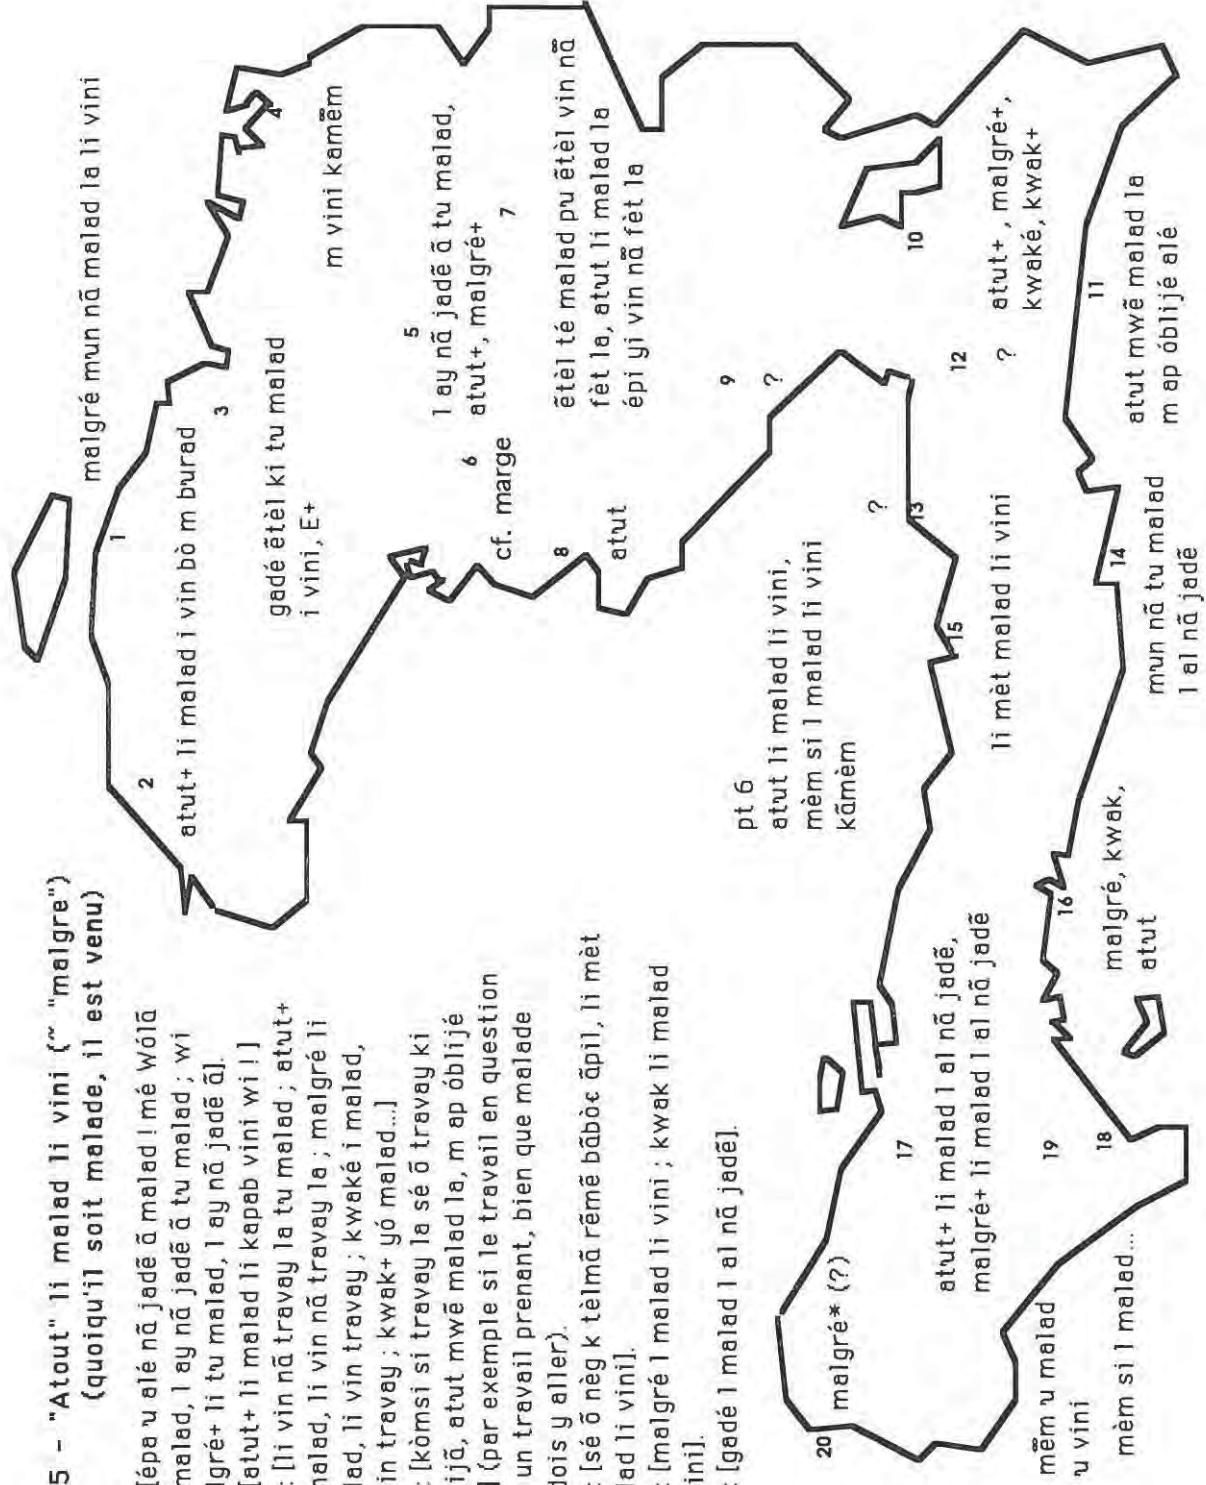 5 - "Atout" li malad li vini (~ "malgre")
(quoiqu'il soit malade, il est venu)
[épa u alé nã jadẽ ã malad ! mé wólã
malad, l ay nã jadẽ ã tu malad ; wi
lgré+ li tu malad, l ay nã jadẽ ã].
[atut+ li malad li kapab vini wi !]
: [li vin nã travay la tu malad ; atut+
nalad, li vin nã travay la ; malgré li
lad, li vin travay ; kwaké i malad,
in travay ; kwak+ yó malad...]
: [kòmsi si travay la sé õ travay ki
ijã, atut mwẽ malad la, m ap óblijé
] (par exemple si le travail en question
un travail prenant, bien que malade
dois y aller).
: [sé õ nèg k tèlmã rẽmẽ bãbòc ãpil, li mèt
lad li vini].
: [malgré l malad li vini ; kwak li malad
ini].
: [gadé l malad l al nã jadẽ].
malgré mun nã malad la li vini
1
2
atut+ li malad i vin bò m burad
3
gadé ẽtèl ki tu malad
i vini, E+
4
m vini kamẽm
5
l ay nã jadẽ ã tu malad,
atut+, malgré+
6
cf. marge
7
ẽtèl té malad pu ẽtèl vin nã
fèt la, atut li malad la
épi yi vin nã fèt la
8
atut
9
?
10
atut+, malgré+,
kwaké, kwak+
11
atut mwẽ malad la
m ap óblijé alé
12
?
13
?
pt 6
atut li malad li vini,
mèm si l malad li vini
kãmèm
14
mun nã tu malad
l al nã jadẽ
15
li mèt malad li vini
16
malgré, kwak,
atut
17
atut+ li malad l al nã jadẽ,
malgré+ li malad l al nã jadẽ
18
mèm si l malad...
19
mẽm u malad
u vini
20
malgré* (?)